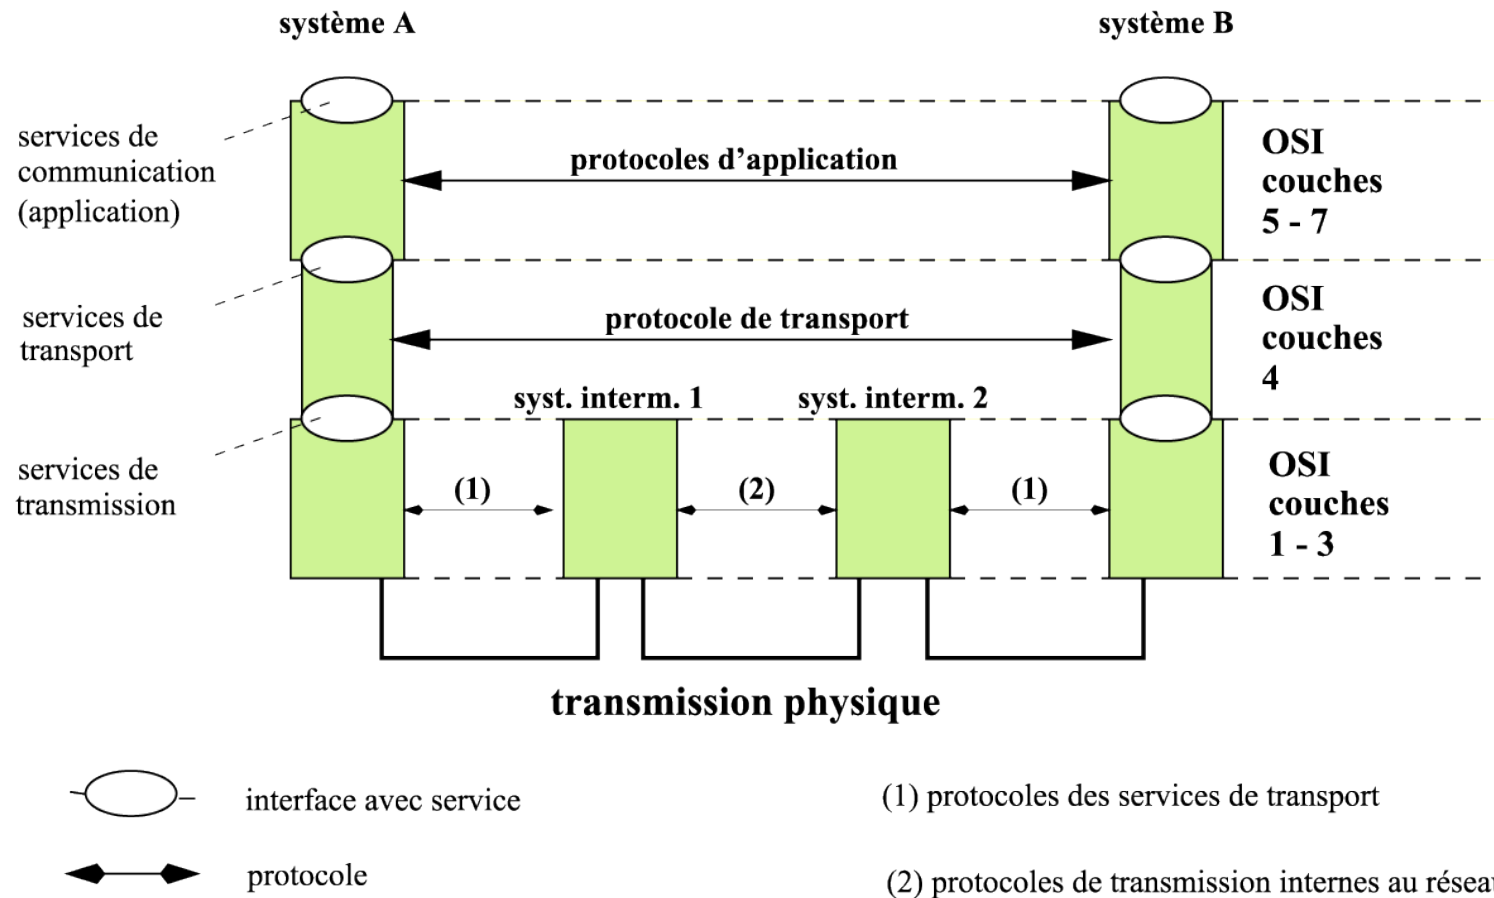 système A
système B
services de
communication
(application)
protocoles d’application
OSI
couches
5 - 7
services de
transport
protocole de transport
OSI
couches
4
syst. interm. 1
syst. interm. 2
services de
transmission
(1)
(2)
(1)
OSI
couches
1 - 3
transmission physique
interface avec service
(1) protocoles des services de transport
protocole
(2) protocoles de transmission internes au réseau